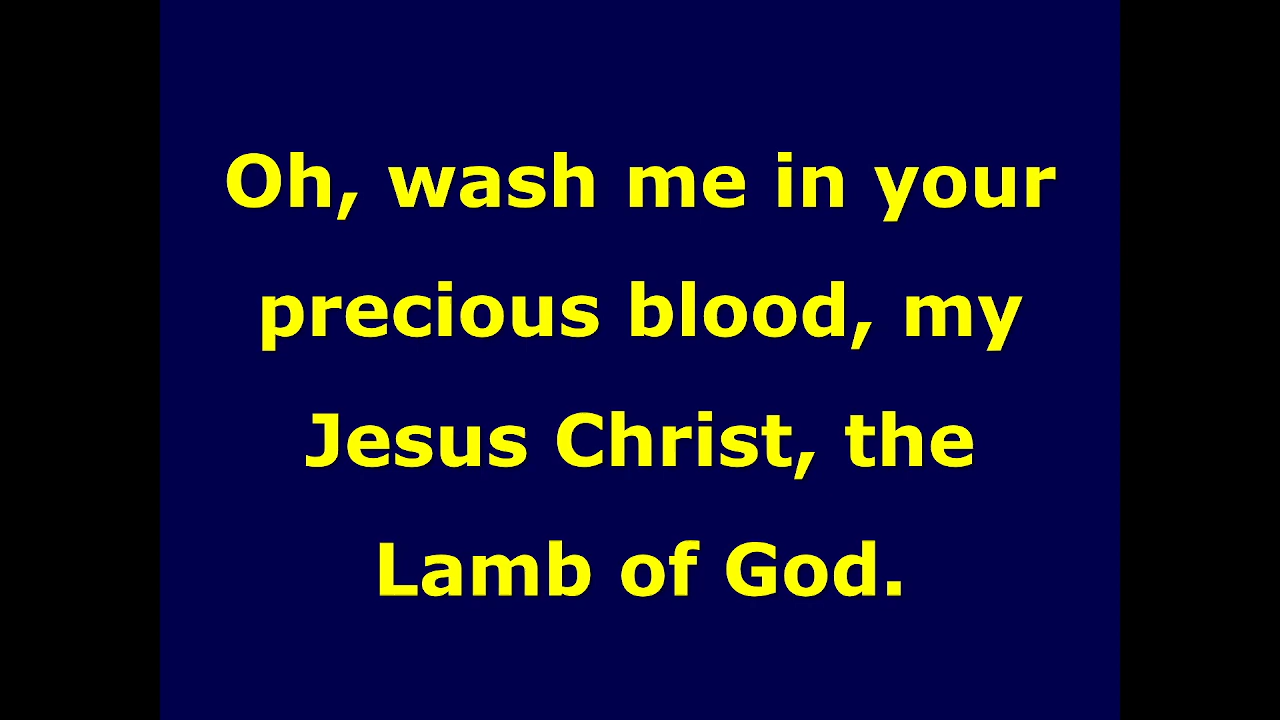 Oh, wash me in your
precious blood, my
Jesus Christ, the
Lamb of God.